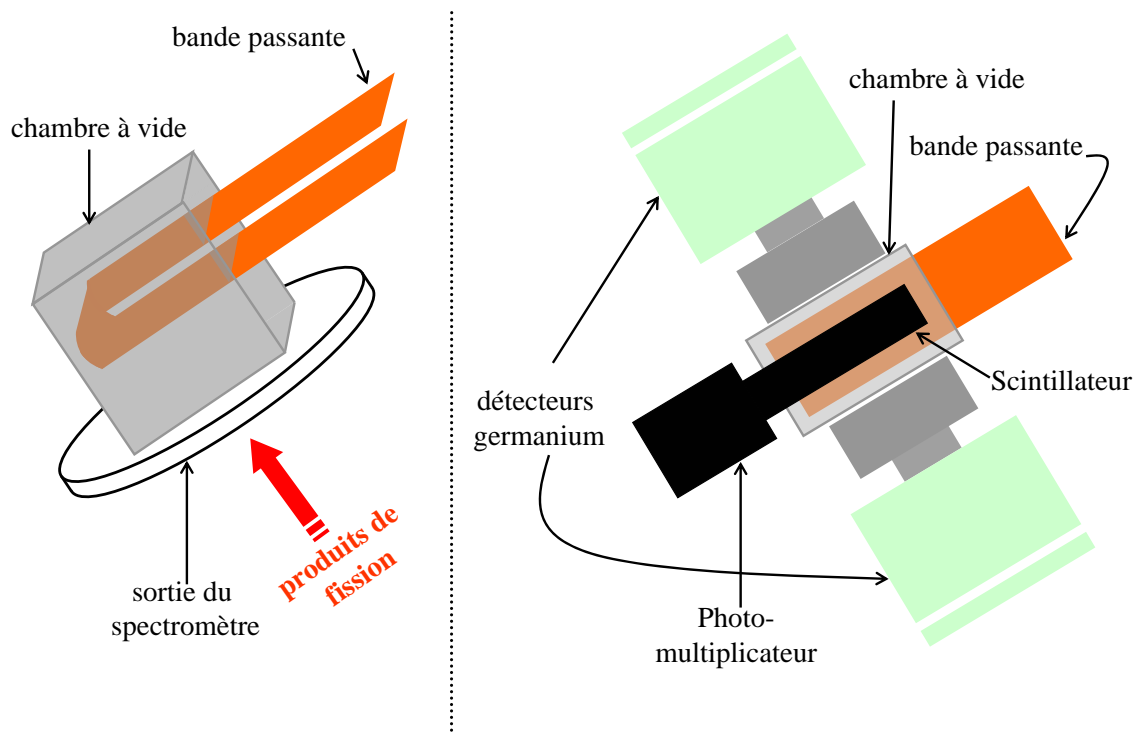 bande passante
chambre à vide
produits de
fission
sortie du
spectromètre
chambre à vide
bande passante
Scintillateur
détecteurs
germanium
Photo-
multiplicateur